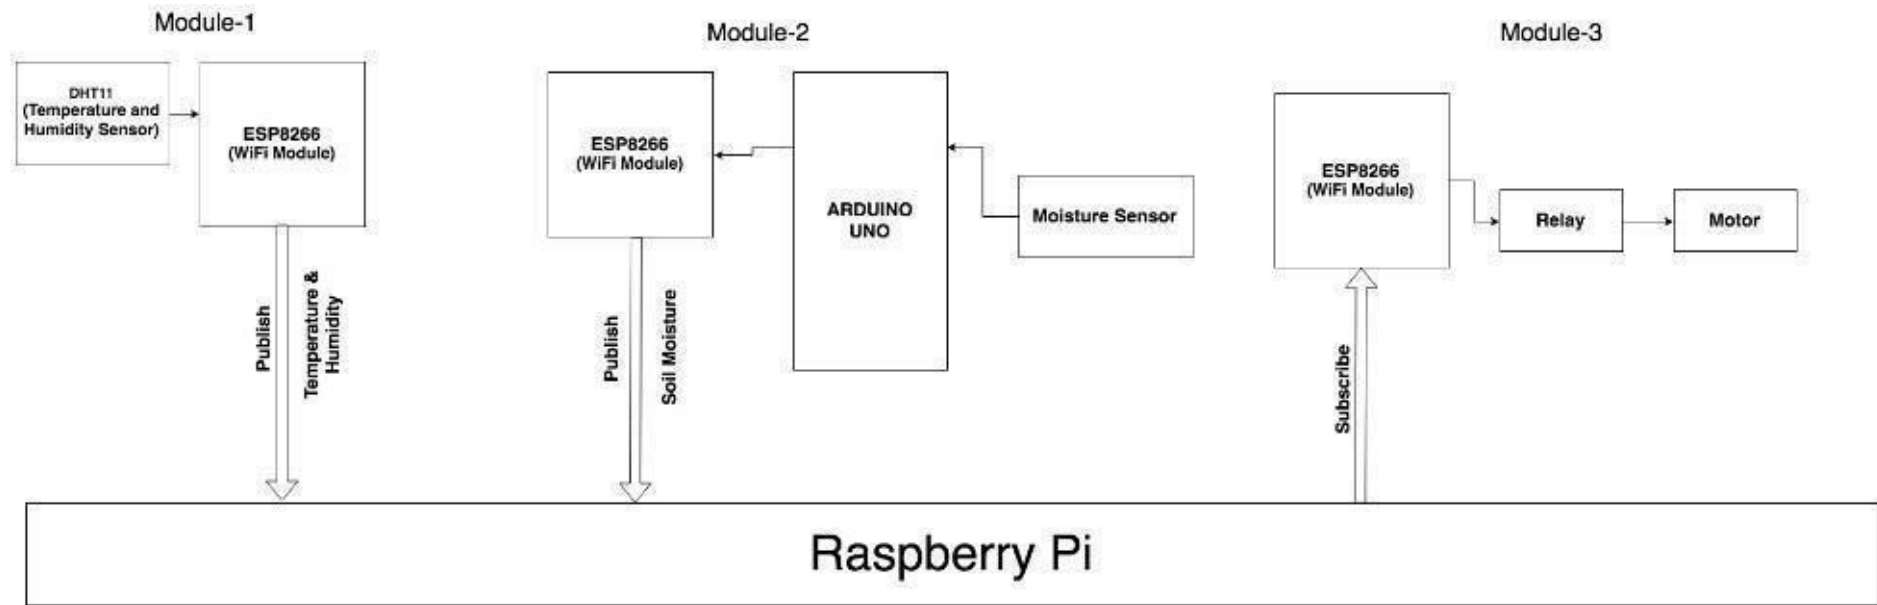 Module-1
DHT11
(Temperature and
Humidity Sensor)
ESP8266
(WiFi Module)
Publish
Temperature &
Humidity
Module-2
ESP8266
(WiFi Module)
ARDUINO
UNO
Moisture Sensor
Publish
Soil Moisture
Module-3
ESP8266
(WiFi Module)
Relay
Motor
Subscribe
Raspberry Pi